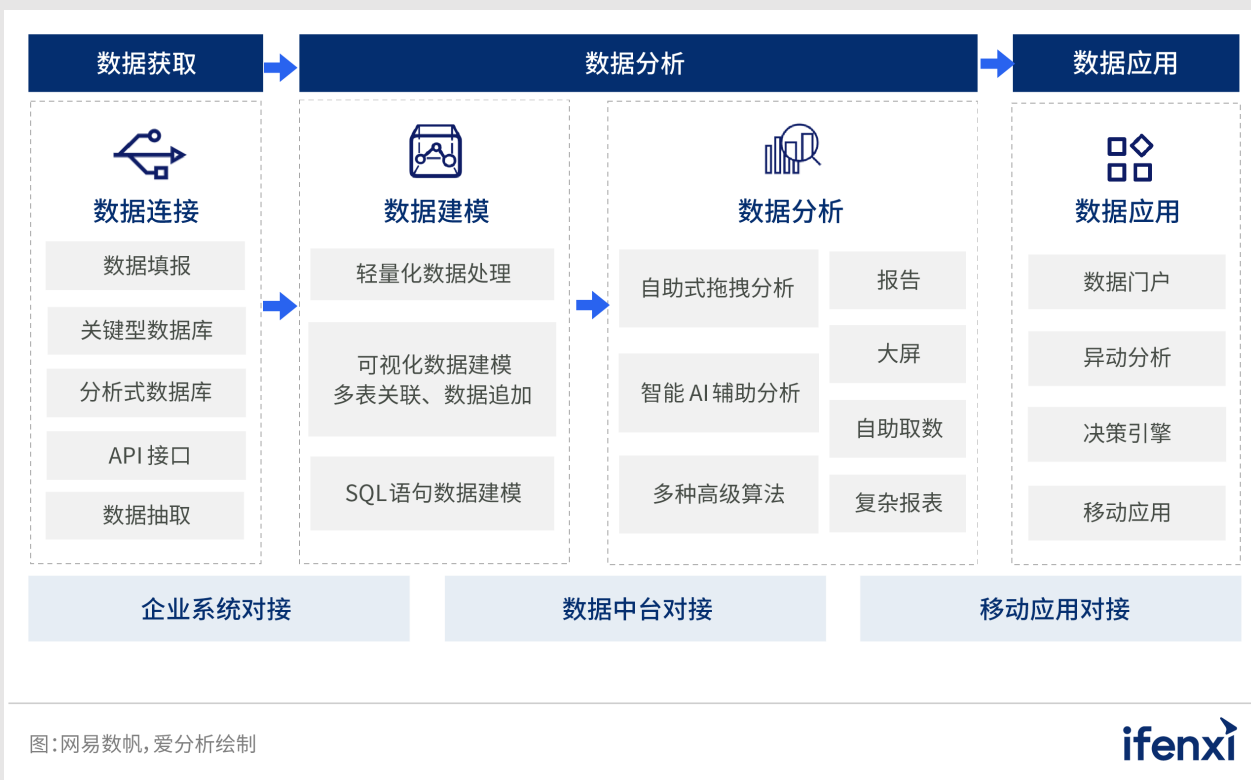 数据获取
数据分析
数据应用
数据连接
数据填报
关键型数据库
分析式数据库
API 接口
数据抽取
数据建模
轻量化数据处理
可视化数据建模
多表关联、数据追加
SQL语句数据建模
数据分析
自助式拖拽分析
智能 AI 辅助分析
多种高级算法
报告
大屏
自助取数
复杂报表
数据应用
数据门户
异动分析
决策引擎
移动应用
企业系统对接
数据中台对接
移动应用对接
图:网易数帆,爱分析绘制
ifenxi